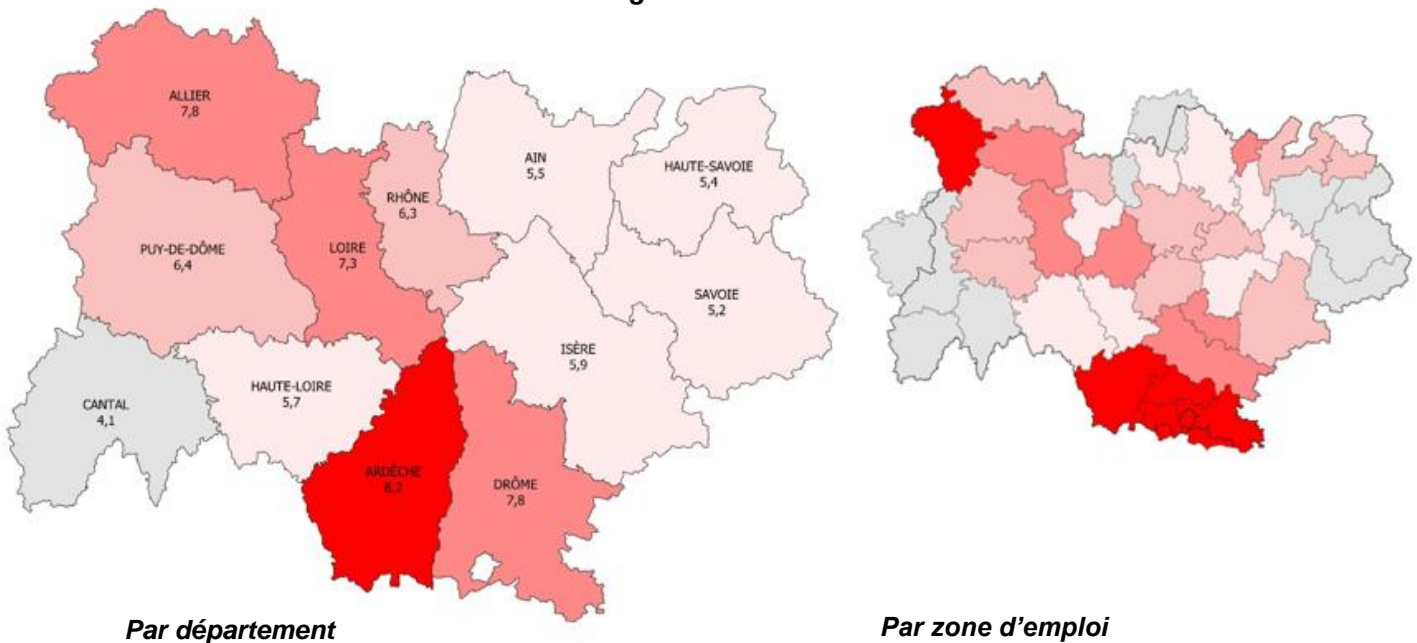 ALLIER
7,8
AIN
5,5
HAUTE-SAVOIE
5,4
RHÔNE
6,3
PUY-DE-DÔME
6,4
LOIRE
7,3
SAVOIE
5,2
ISÈRE
5,9
HAUTE-LOIRE
5,7
CANTAL
4,1
ARDÈCHE
8,2
DRÔME
7,8
Par département
Par zone d’emploi